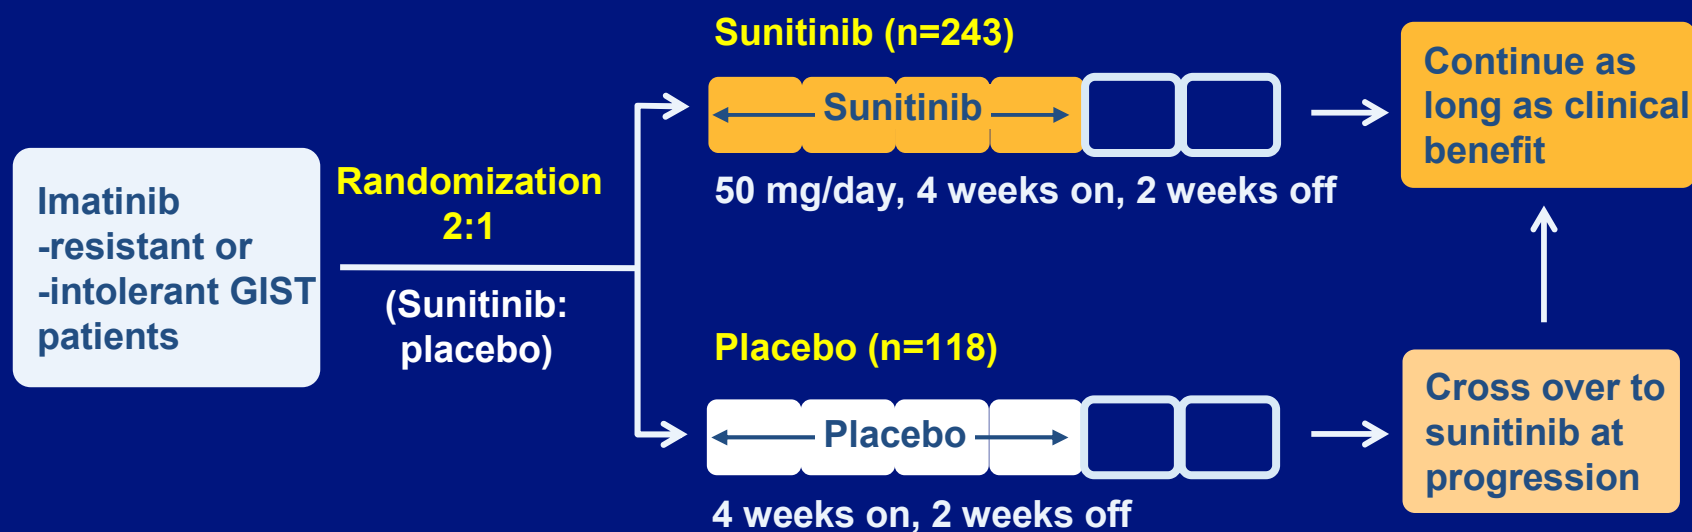 Imatinib
-resistant or
-intolerant GIST
patients
Randomization
2:1
(Sunitinib:
placebo)
Sunitinib (n=243)
Sunitinib
50 mg/day, 4 weeks on, 2 weeks off
Continue as
long as clinical
benefit
Placebo (n=118)
Placebo
4 weeks on, 2 weeks off
Cross over to
sunitinib at
progression